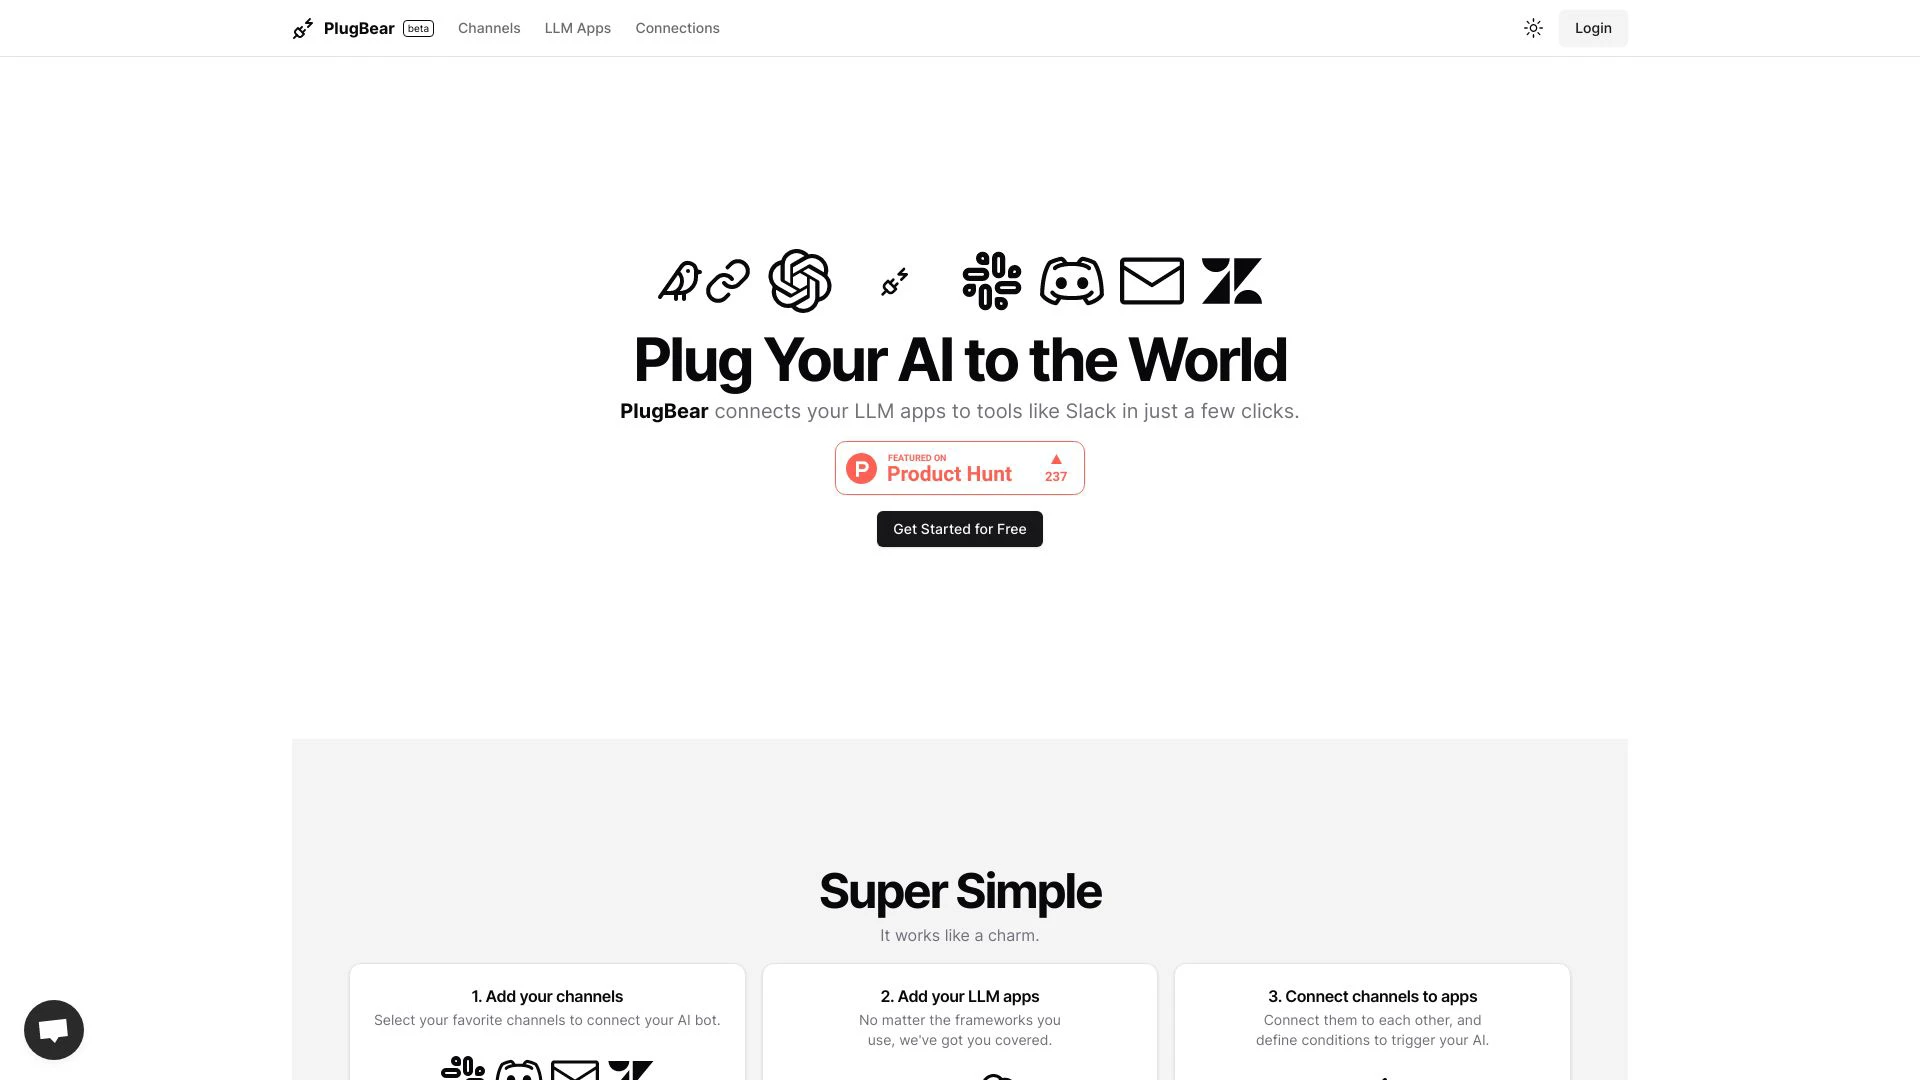 PlugBear beta Channels LLM Apps Connections Login
Plug Your AI to the World
PlugBear connects your LLM apps to tools like Slack in just a few clicks.
P FEATURED ON
Product Hunt 237
Get Started for Free
Super Simple
It works like a charm.
1. Add your channels
Select your favorite channels to connect your AI bot.
2. Add your LLM apps
No matter the frameworks you
use, we've got you covered.
3. Connect channels to apps
Connect them to each other, and
define conditions to trigger your AI.